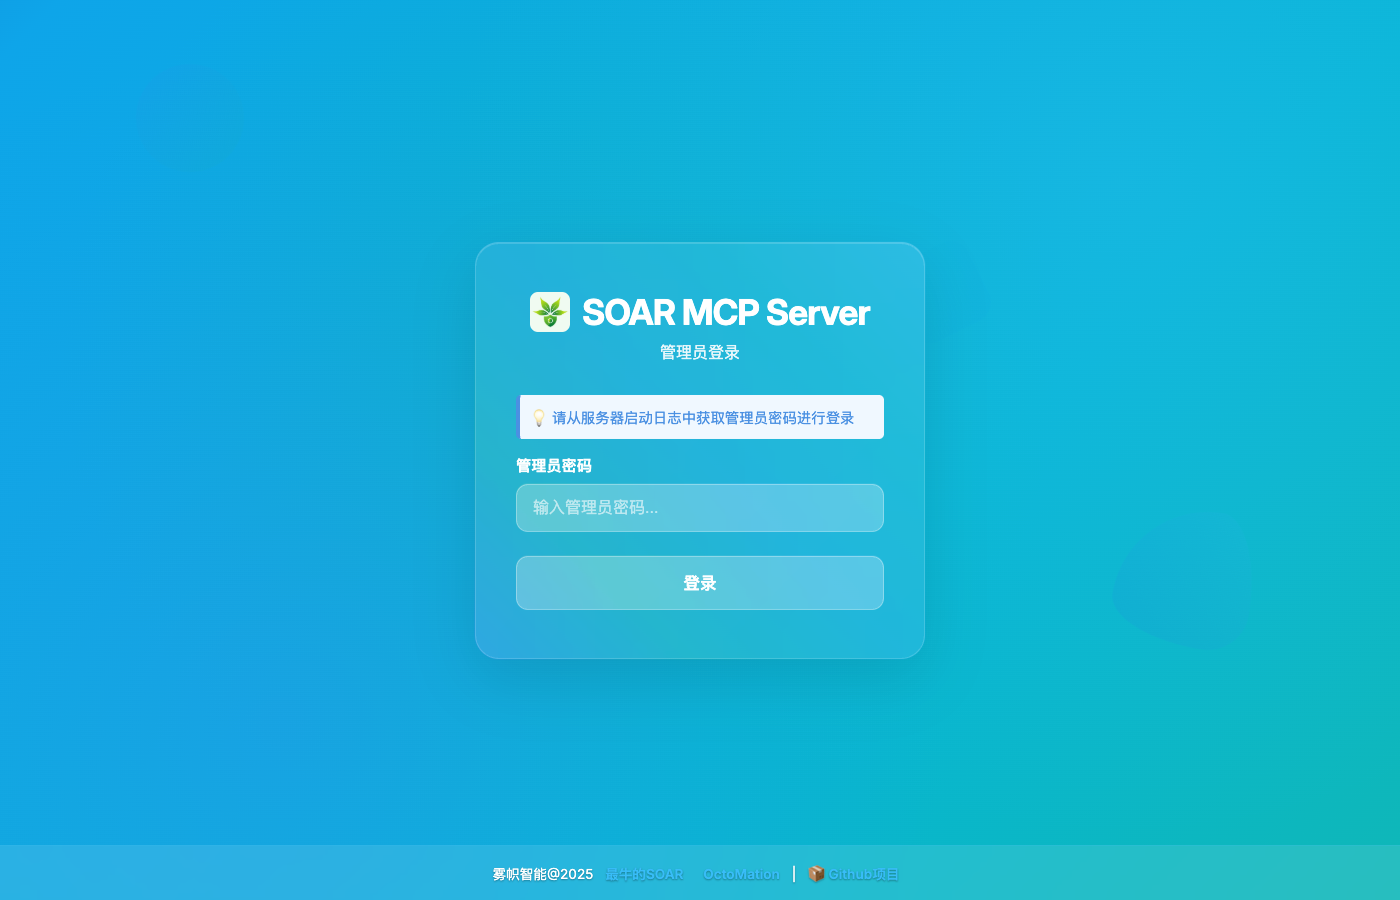 SOAR MCP Server
管理员登录
💡 请从服务器启动日志中获取管理员密码进行登录
管理员密码
输入管理员密码...
登录
雾帜智能@2025 最牛的SOAR OctoMation | 📦 Github项目